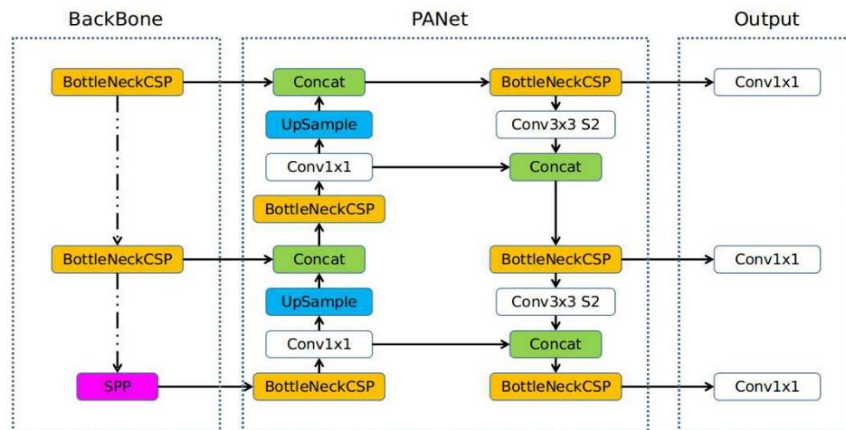 BackBone
PANet
Output
BottleNeckCSP
Concat
BottleNeckCSP
Conv1x1
UpSample
Conv3x3 S2
Conv1x1
Concat
BottleNeckCSP
BottleNeckCSP
Concat
BottleNeckCSP
Conv1x1
UpSample
Conv3x3 S2
Conv1x1
Concat
SPP
BottleNeckCSP
BottleNeckCSP
Conv1x1